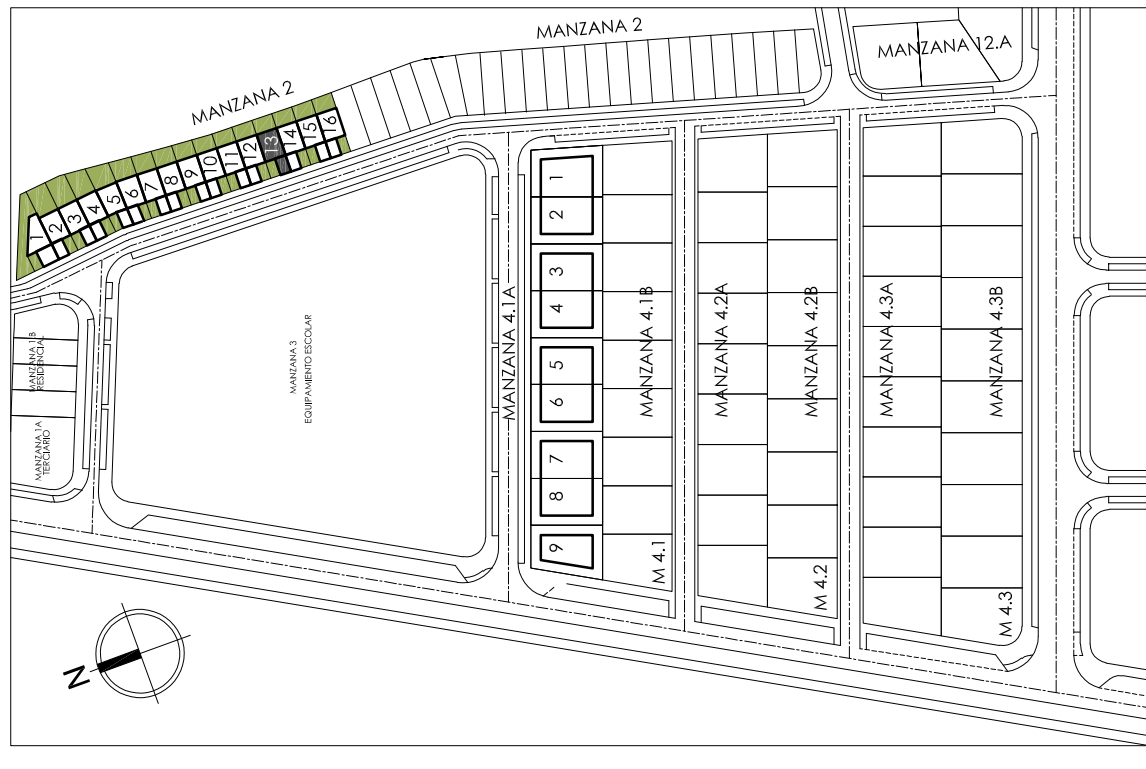 MANZANA 2
MANZANA 2
MANZANA 12.A
1
2
3
4
5
6
7
8
9
10
11
12
13
14
15
16
MANZANA 1B
RESIDENCIAL
MANZANA 1A
TERCIARIO
MANZANA 3
EQUIPAMIENTO ESCOLAR
MANZANA 4.1A
1
2
3
4
5
6
7
8
9
MANZANA 4.1B
M 4.1
MANZANA 4.2A
MANZANA 4.2B
M 4.2
MANZANA 4.3A
MANZANA 4.3B
M 4.3
N